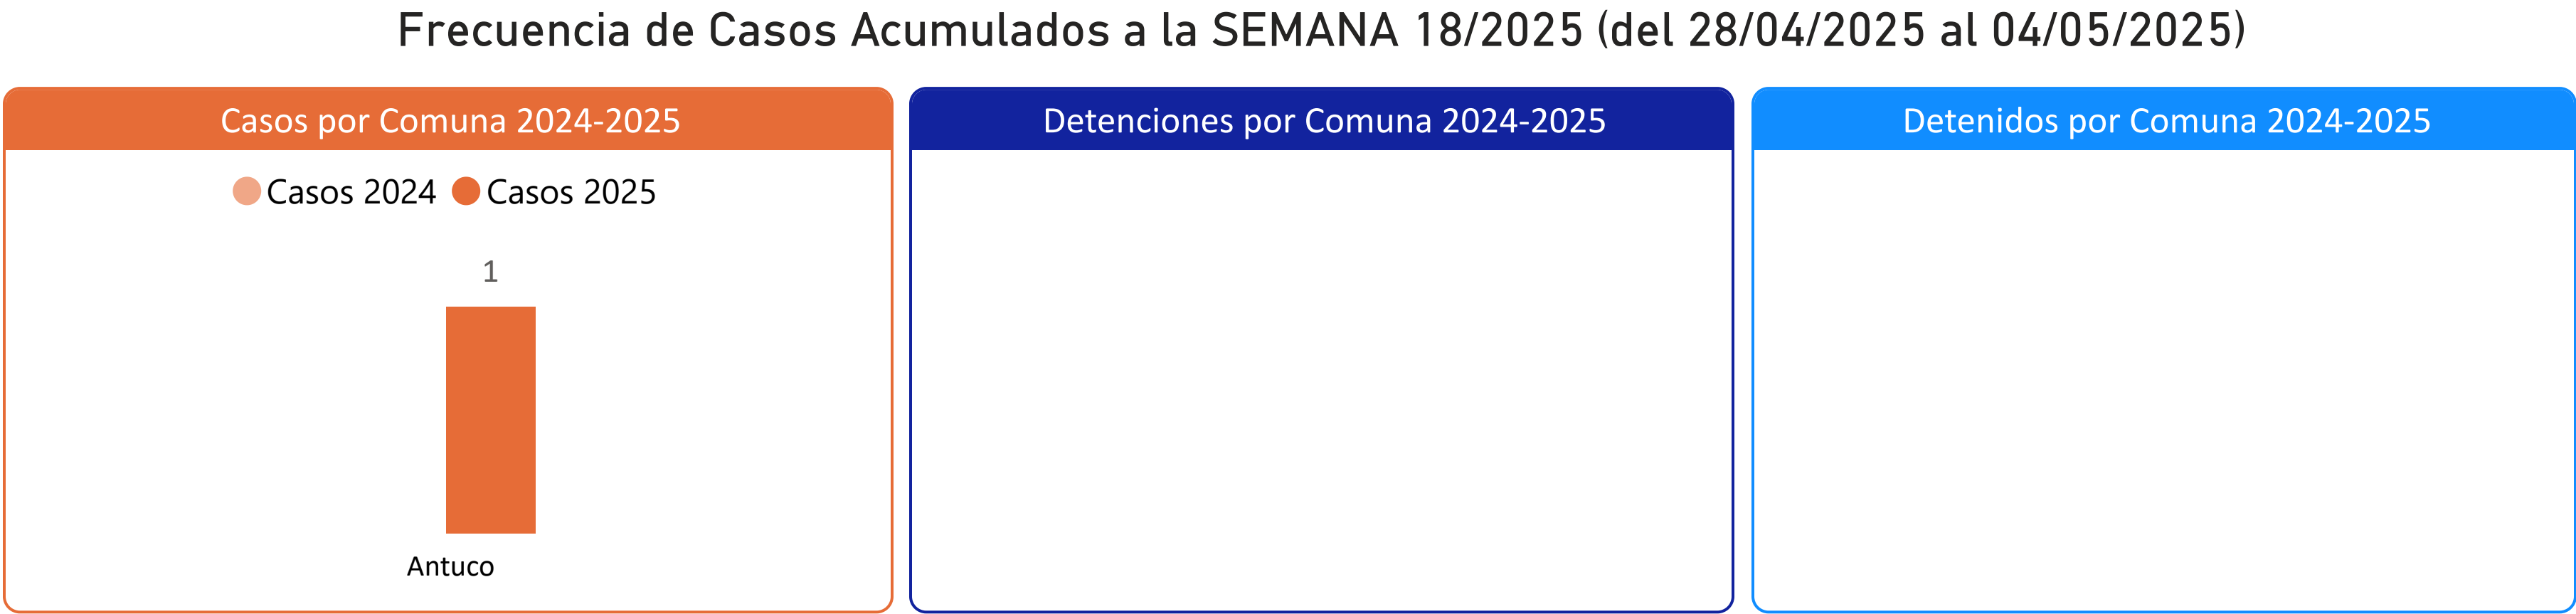 Frecuencia de Casos Acumulados a la SEMANA 18/2025 (del 28/04/2025 al 04/05/2025)
Casos por Comuna 2024-2025
Casos 2024 Casos 2025
1
Antuco
Detenciones por Comuna 2024-2025
Detenidos por Comuna 2024-2025